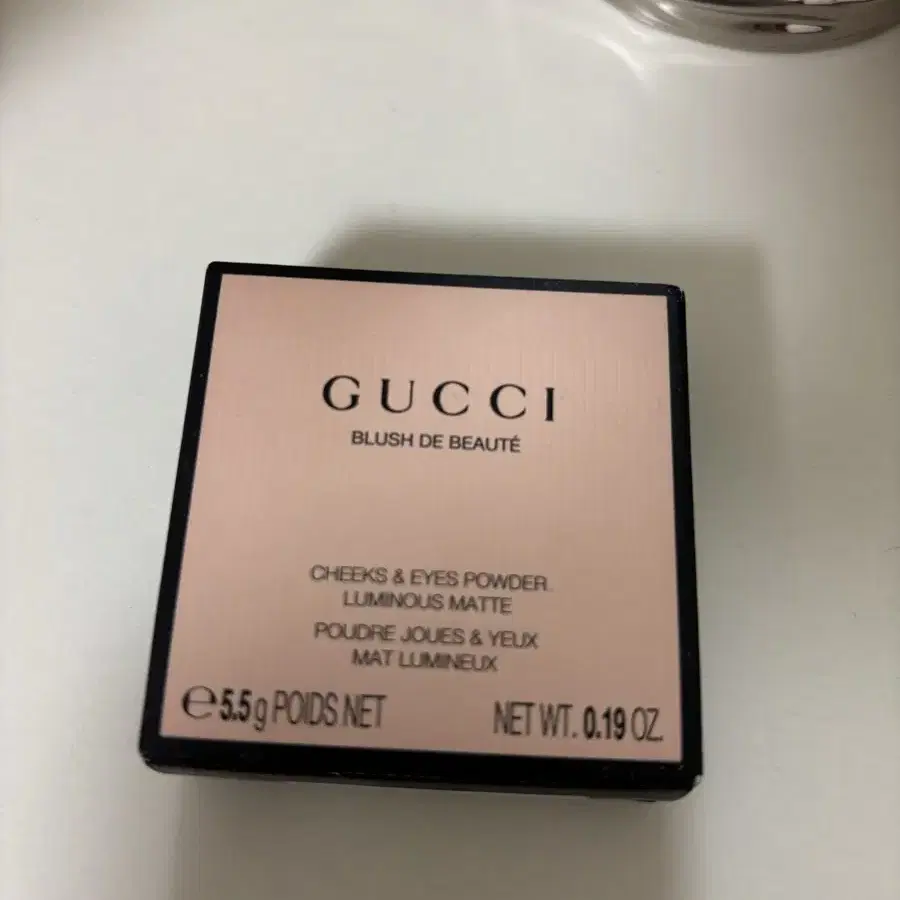 GUCCI
BLUSH DE BEAUTÉ
CHEEKS & EYES POWDER
LUMINOUS MATTE
POUDRE JOUES & YEUX
MAT LUMINEUX
℮ 5.5 g POIDS NET
NET WT. 0.19 OZ.